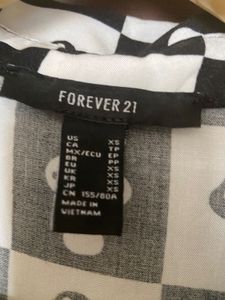 FOREVER 21
US XS
CA TP
MX/ECU EP
BR PP
EU XS
UK XS
KR XS
JP XS
CN 155/80A
MADE IN
VIETNAM